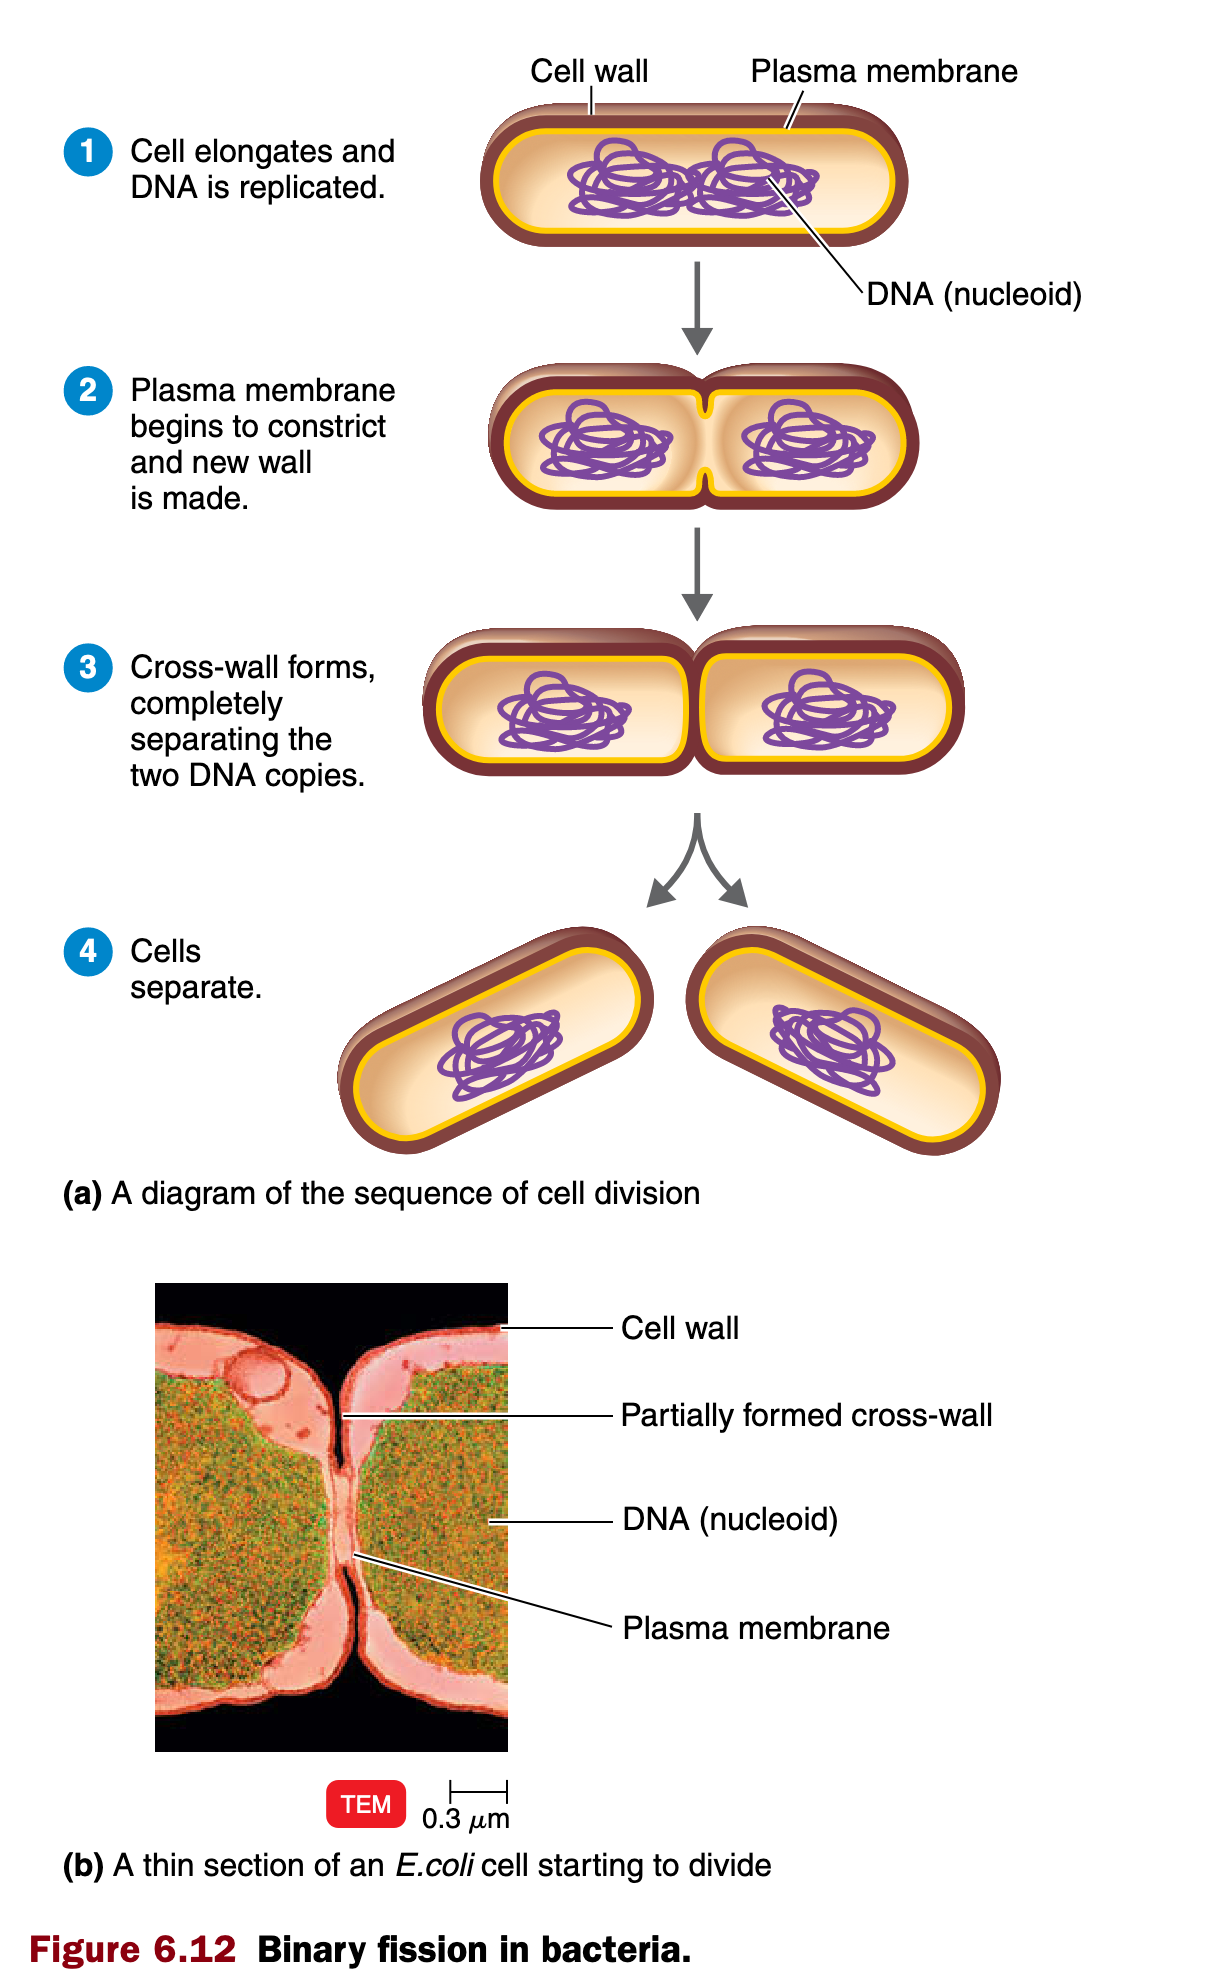 Cell wall
Plasma membrane
1
Cell elongates and
DNA is replicated.
DNA (nucleoid)
2
Plasma membrane
begins to constrict
and new wall
is made.
3
Cross-wall forms,
completely
separating the
two DNA copies.
4
Cells
separate.
(a) A diagram of the sequence of cell division
Cell wall
Partially formed cross-wall
DNA (nucleoid)
Plasma membrane
TEM
0.3 μm
(b) A thin section of an E.coli cell starting to divide
Figure 6.12 Binary fission in bacteria.